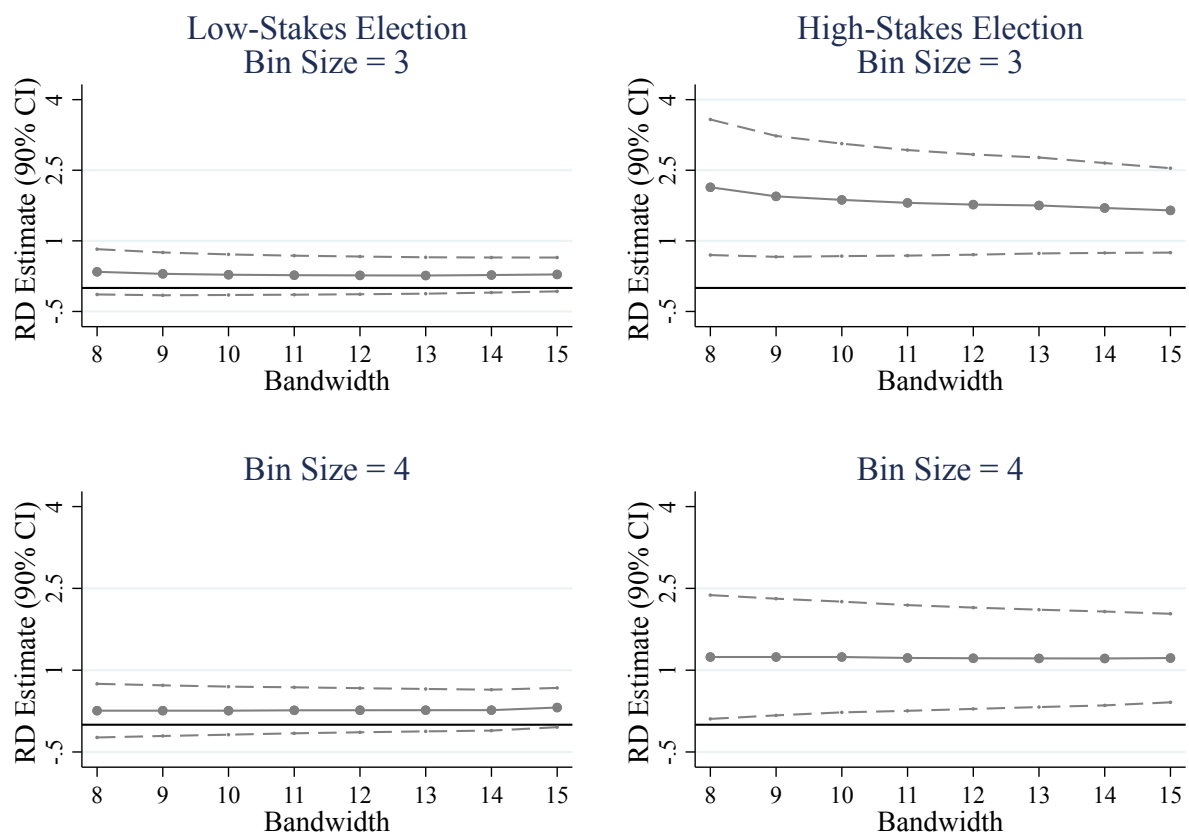 Low-Stakes Election
Bin Size = 3
RD Estimate (90% CI)
4
2.5
1
-.5
8 9 10 11 12 13 14 15
Bandwidth
High-Stakes Election
Bin Size = 3
RD Estimate (90% CI)
4
2.5
1
-.5
8 9 10 11 12 13 14 15
Bandwidth
Bin Size = 4
RD Estimate (90% CI)
4
2.5
1
-.5
8 9 10 11 12 13 14 15
Bandwidth
Bin Size = 4
RD Estimate (90% CI)
4
2.5
1
-.5
8 9 10 11 12 13 14 15
Bandwidth